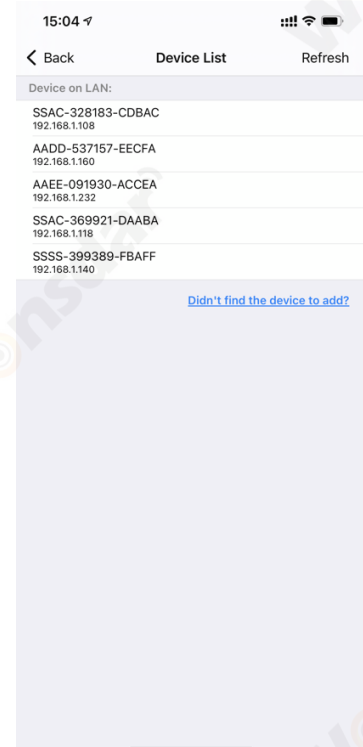 15:04
Back Device List Refresh
Device on LAN:
SSAC-328183-CDBAC
192.168.1.108
AADD-537157-EECFA
192.168.1.160
AAEE-091930-ACCEA
192.168.1.232
SSAC-369921-DAABA
192.168.1.118
SSSS-399389-FBAFF
192.168.1.140
Didn't find the device to add?